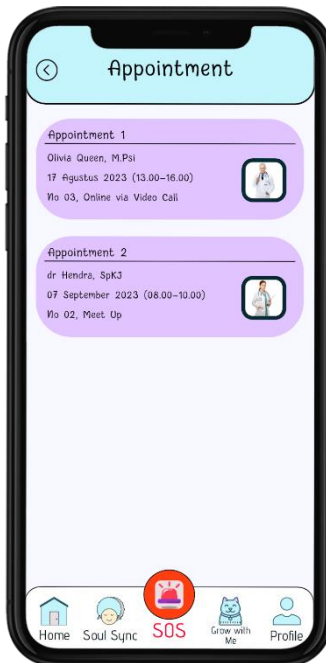 Appointment
Appointment 1
Olivia Queen, M.Psi
17 Agustus 2023 (13.00-16.00)
No 03, Online via Video Call
Appointment 2
dr Hendra, SpKJ
07 September 2023 (08.00-10.00)
No 02, Meet Up
Home
Soul Sync
SOS
Grow with
Me
Profile